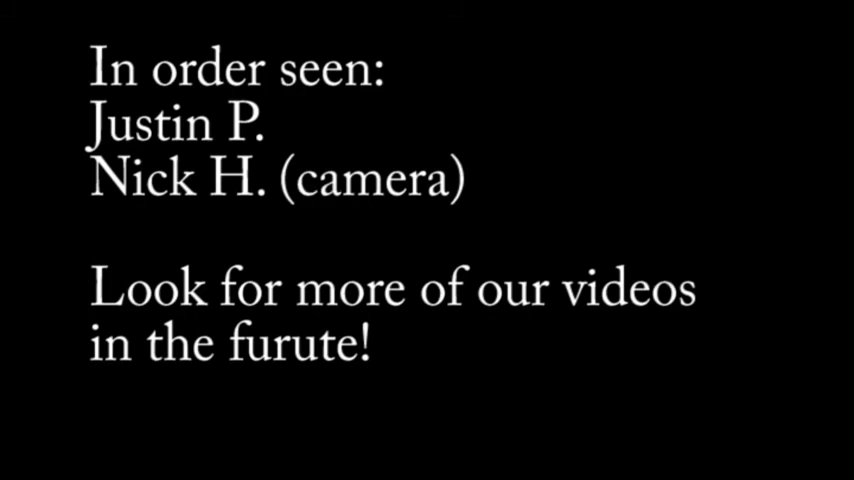 In order seen:
Justin P.
Nick H. (camera)
Look for more of our videos
in the furute!